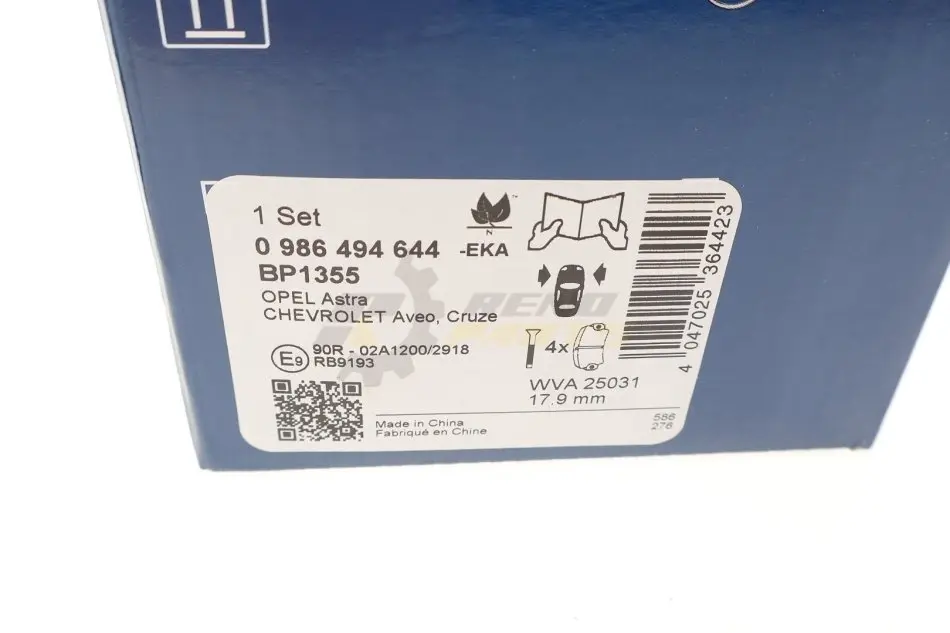 1 Set
0 986 494 644 -EKA
BP1355
OPEL Astra
CHEVROLET Aveo, Cruze
E9 90R - 02A1200/2918
RB9193
Made in China
Fabriqué en Chine
N
4x
WVA 25031
17.9 mm
586
276
4 047025 364423